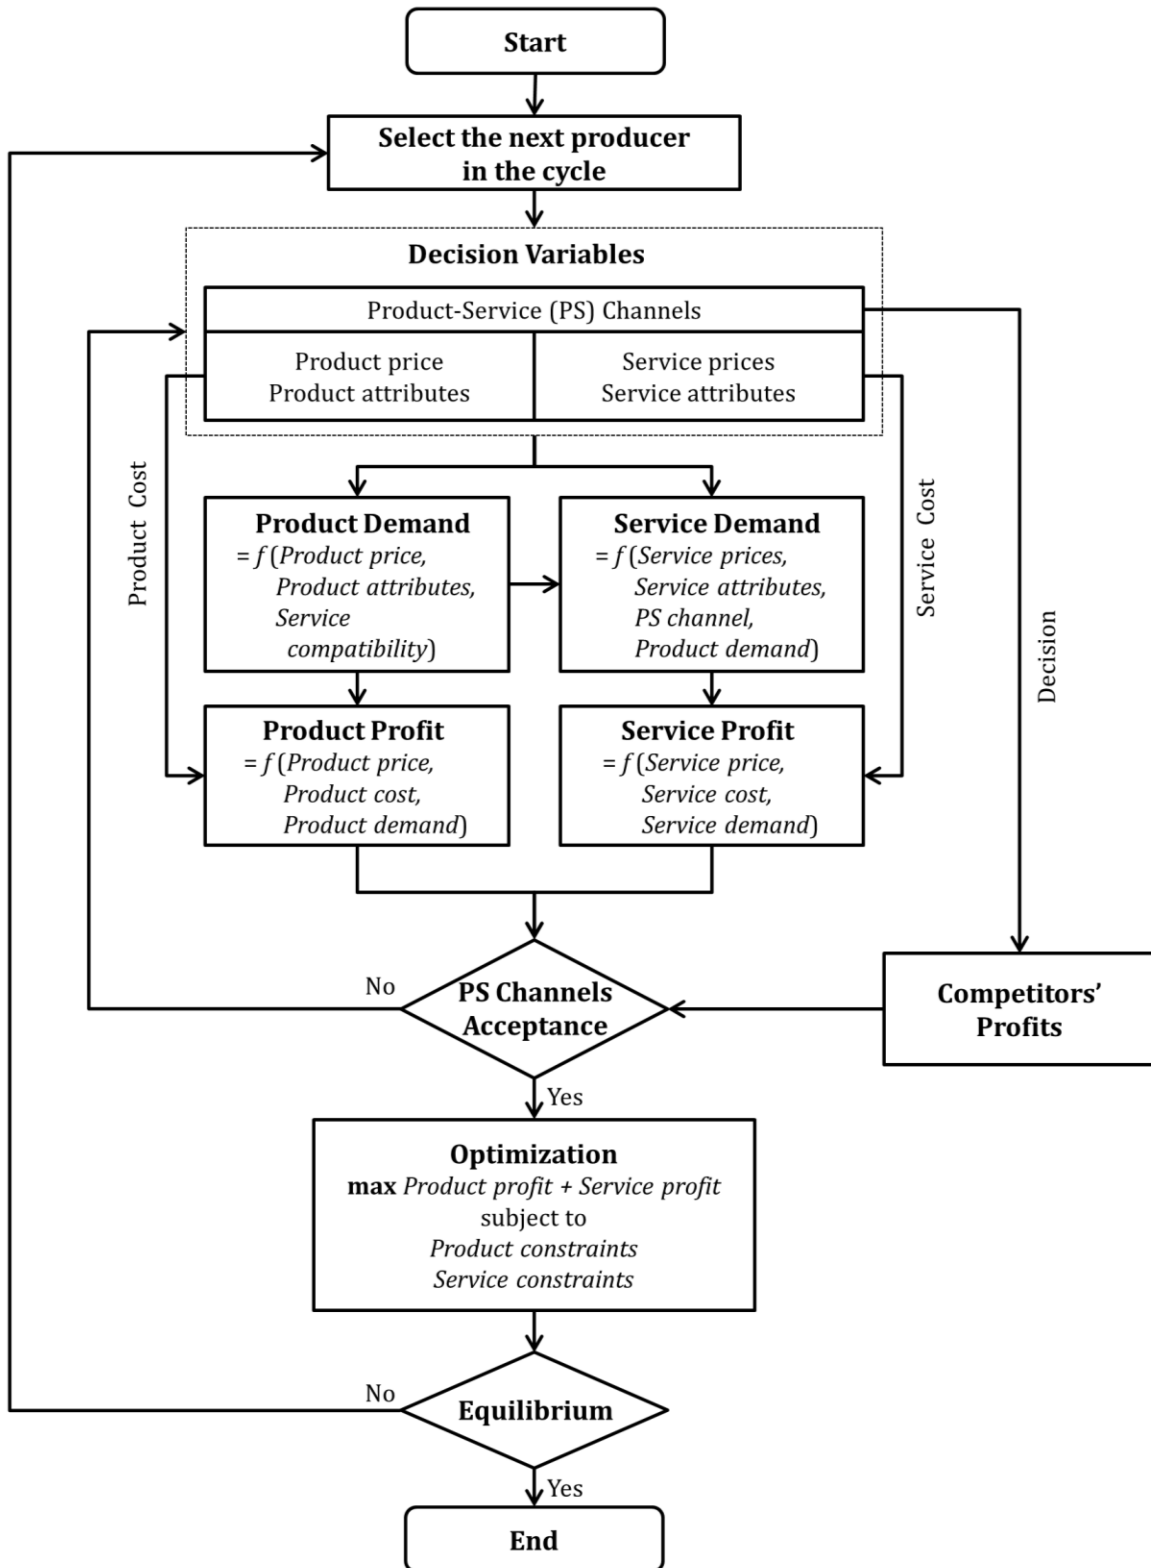 Start
Select the next producer
in the cycle
Decision Variables
Product-Service (PS) Channels
Product price
Product attributes
Service prices
Service attributes
Product Cost
Service Cost
Decision
Product Demand
= f (Product price,
Product attributes,
Service
compatibility)
Service Demand
= f (Service prices,
Service attributes,
PS channel,
Product demand)
Product Profit
= f (Product price,
Product cost,
Product demand)
Service Profit
= f (Service price,
Service cost,
Service demand)
No
PS Channels
Acceptance
Competitors’
Profits
Yes
Optimization
max Product profit + Service profit
subject to
Product constraints
Service constraints
No
Equilibrium
Yes
End